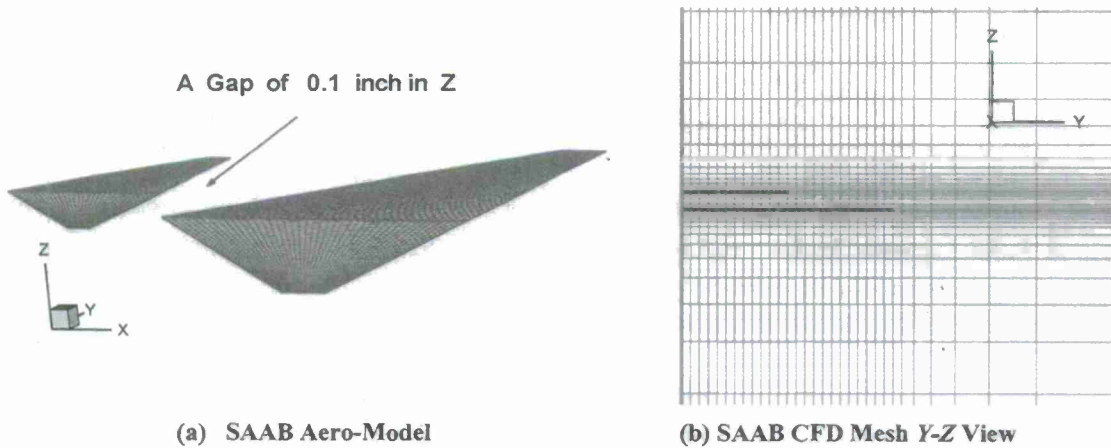 A Gap of 0.1 inch in Z
Z
Y
X
Z
X
Y
(a) SAAB Aero-Model
(b) SAAB CFD Mesh Y-Z View